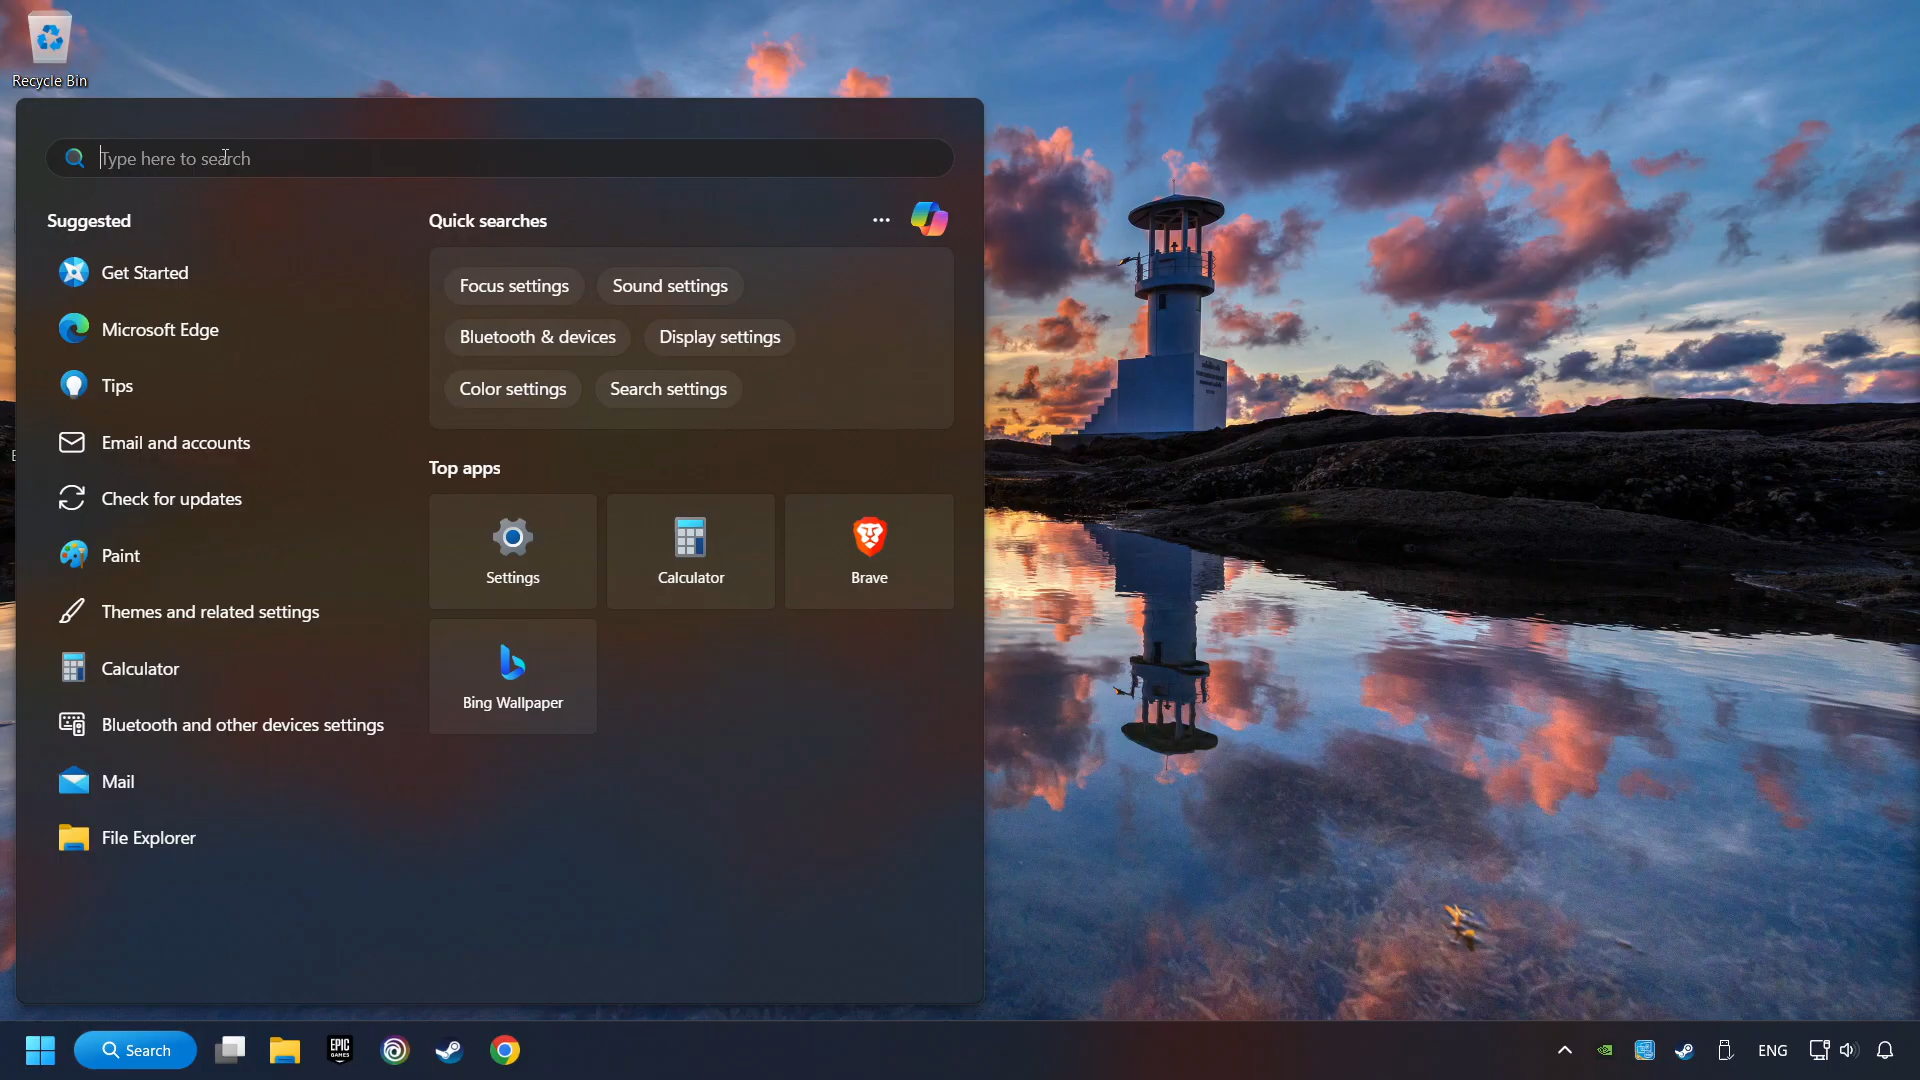 Recycle Bin
Type here to search
Suggested
Get Started
Microsoft Edge
Tips
Email and accounts
Check for updates
Paint
Themes and related settings
Calculator
Bluetooth and other devices settings
Mail
File Explorer
Quick searches
Focus settings
Sound settings
Bluetooth & devices
Display settings
Color settings
Search settings
Top apps
Settings
Calculator
Brave
Bing Wallpaper
Search
EPIC
GAMES
ENG